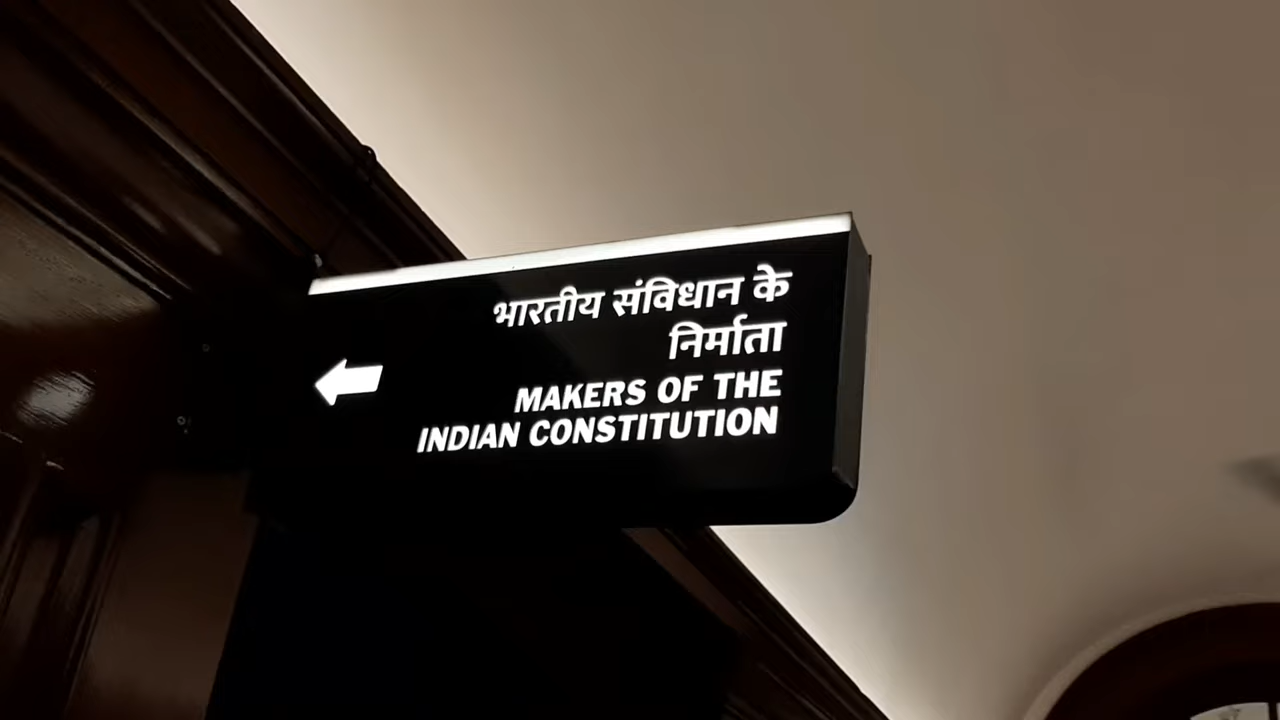 भारतीय संविधान के
निर्माता
MAKERS OF THE
INDIAN CONSTITUTION